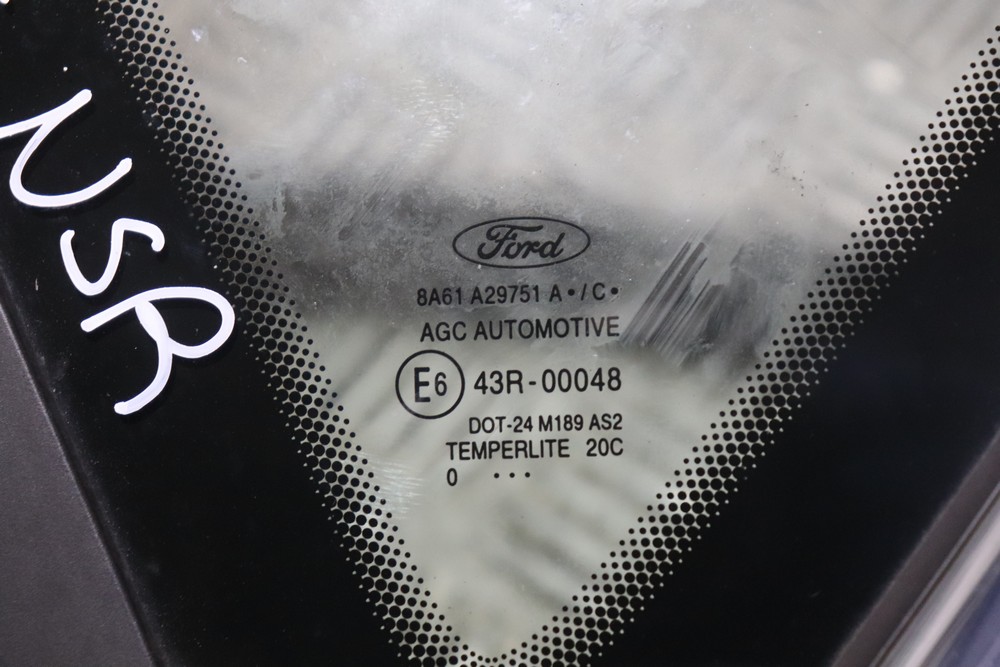 NSR
Ford
8A61 A29751 A • / C •
AGC AUTOMOTIVE
E6 43R-00048
DOT-24 M189 AS2
TEMPERLITE 20C
0 ...